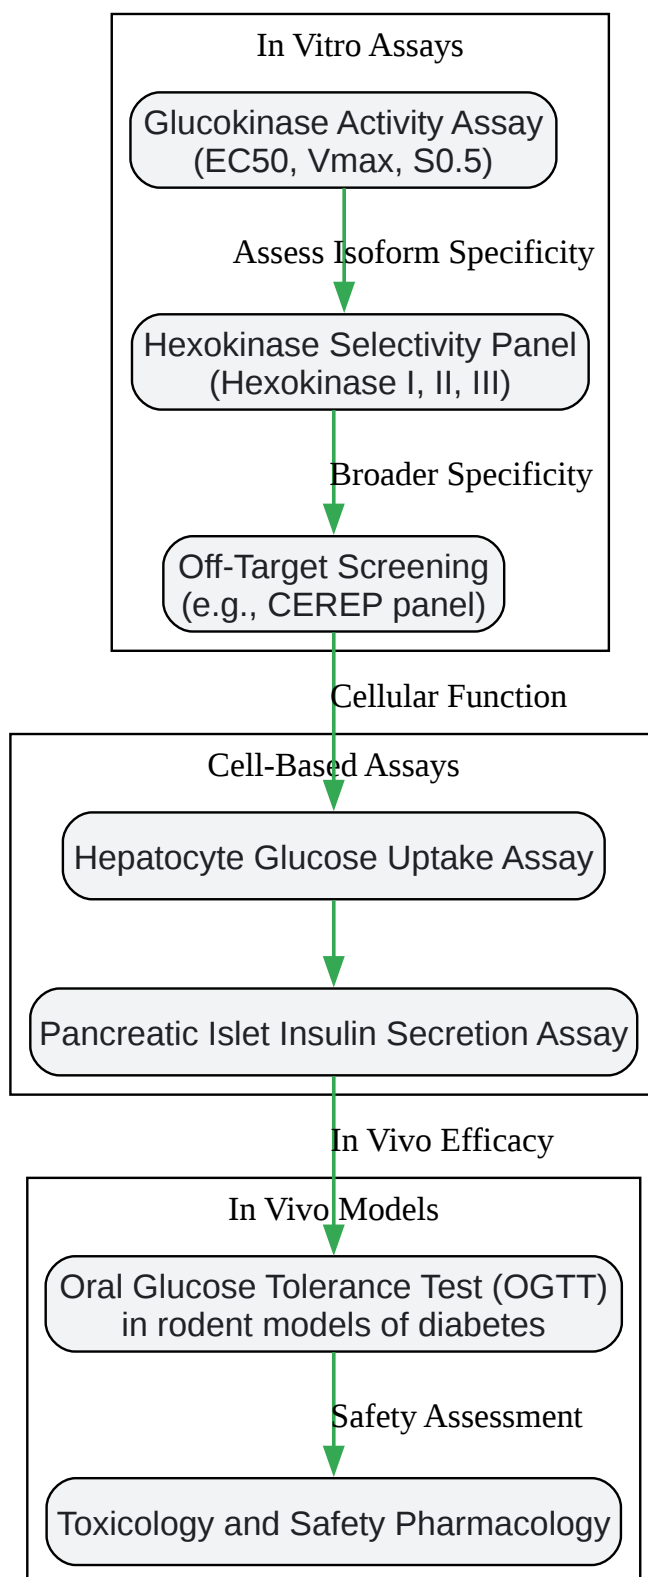 In Vitro Assays
Glucokinase Activity Assay
(EC50, Vmax, S0.5)
Assess Isoform Specificity
Hexokinase Selectivity Panel
(Hexokinase I, II, III)
Broader Specificity
Off-Target Screening
(e.g., CEREP panel)
Cellular Function
Cell-Based Assays
Hepatocyte Glucose Uptake Assay
Pancreatic Islet Insulin Secretion Assay
In Vivo Efficacy
In Vivo Models
Oral Glucose Tolerance Test (OGTT)
in rodent models of diabetes
Safety Assessment
Toxicology and Safety Pharmacology